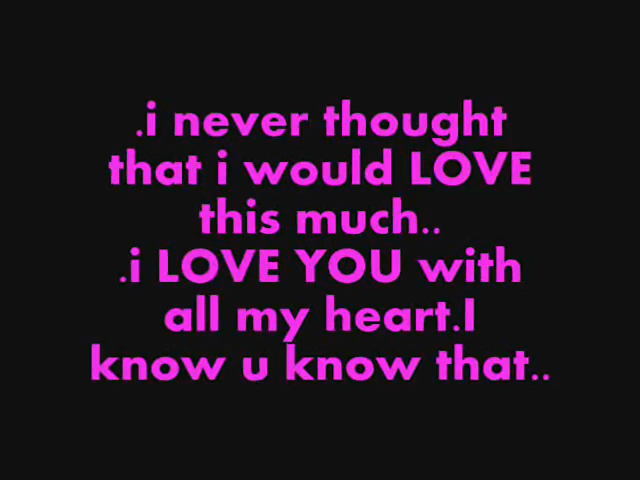 .i never thought
that i would LOVE
this much..
.i LOVE YOU with
all my heart.I
know u know that..